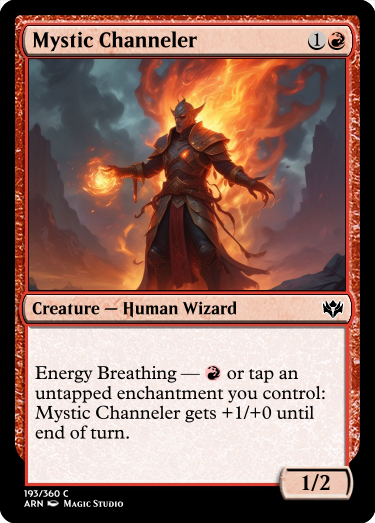 Mystic Channeler 1
Creature — Human Wizard
Energy Breathing — or tap an
untapped enchantment you control:
Mystic Channeler gets +1/+0 until
end of turn.
1/2
193/360 C
ARN Magic Studio